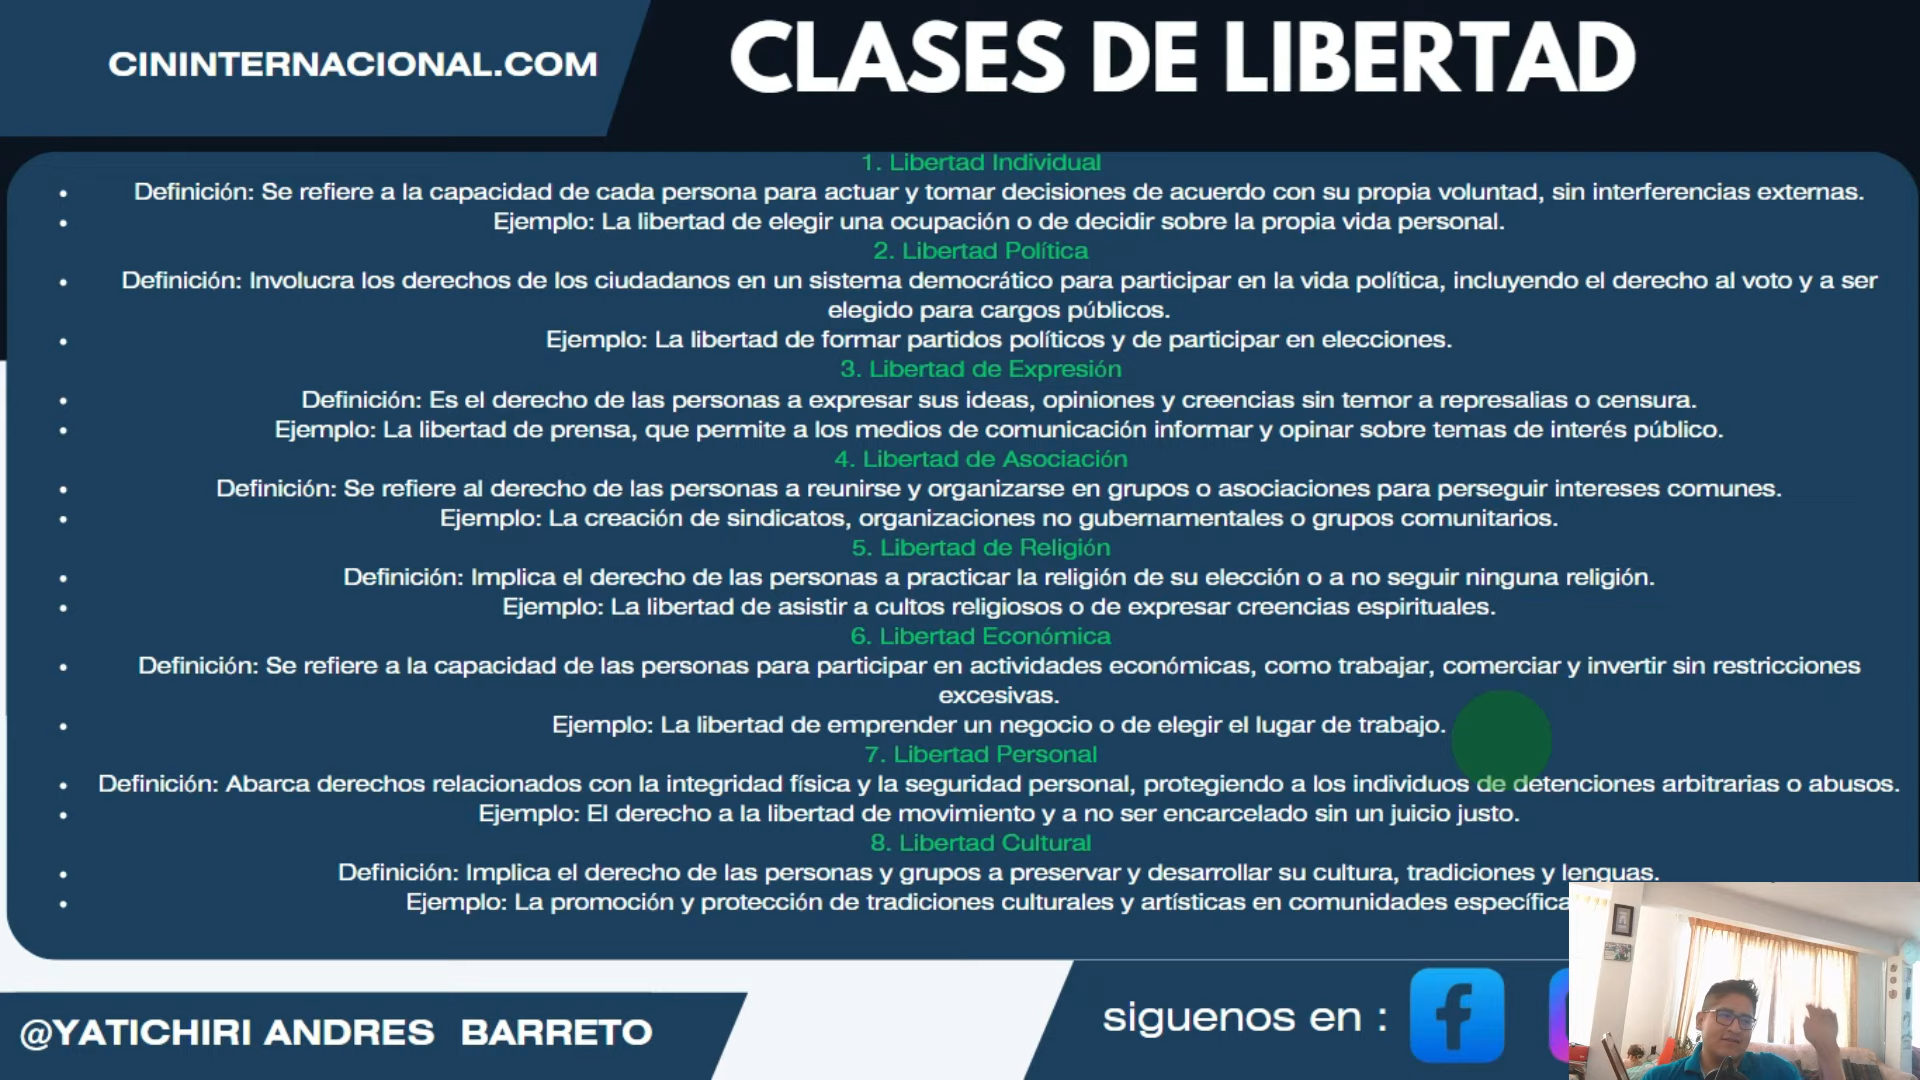 CININTERNACIONAL.COM
CLASES DE LIBERTAD
1. Libertad Individual
• Definición: Se refiere a la capacidad de cada persona para actuar y tomar decisiones de acuerdo con su propia voluntad, sin interferencias externas.
• Ejemplo: La libertad de elegir una ocupación o de decidir sobre la propia vida personal.
2. Libertad Política
• Definición: Involucra los derechos de los ciudadanos en un sistema democrático para participar en la vida política, incluyendo el derecho al voto y a ser
elegido para cargos públicos.
• Ejemplo: La libertad de formar partidos políticos y de participar en elecciones.
3. Libertad de Expresión
• Definición: Es el derecho de las personas a expresar sus ideas, opiniones y creencias sin temor a represalias o censura.
• Ejemplo: La libertad de prensa, que permite a los medios de comunicación informar y opinar sobre temas de interés público.
4. Libertad de Asociación
• Definición: Se refiere al derecho de las personas a reunirse y organizarse en grupos o asociaciones para perseguir intereses comunes.
• Ejemplo: La creación de sindicatos, organizaciones no gubernamentales o grupos comunitarios.
5. Libertad de Religión
• Definición: Implica el derecho de las personas a practicar la religión de su elección o a no seguir ninguna religión.
• Ejemplo: La libertad de asistir a cultos religiosos o de expresar creencias espirituales.
6. Libertad Económica
• Definición: Se refiere a la capacidad de las personas para participar en actividades económicas, como trabajar, comerciar y invertir sin restricciones
excesivas.
• Ejemplo: La libertad de emprender un negocio o de elegir el lugar de trabajo.
7. Libertad Personal
• Definición: Abarca derechos relacionados con la integridad física y la seguridad personal, protegiendo a los individuos de detenciones arbitrarias o abusos.
• Ejemplo: El derecho a la libertad de movimiento y a no ser encarcelado sin un juicio justo.
8. Libertad Cultural
• Definición: Implica el derecho de las personas y grupos a preservar y desarrollar su cultura, tradiciones y lenguas.
• Ejemplo: La promoción y protección de tradiciones culturales y artísticas en comunidades específica
@YATICHIRI ANDRES BARRETO
siguenos en :